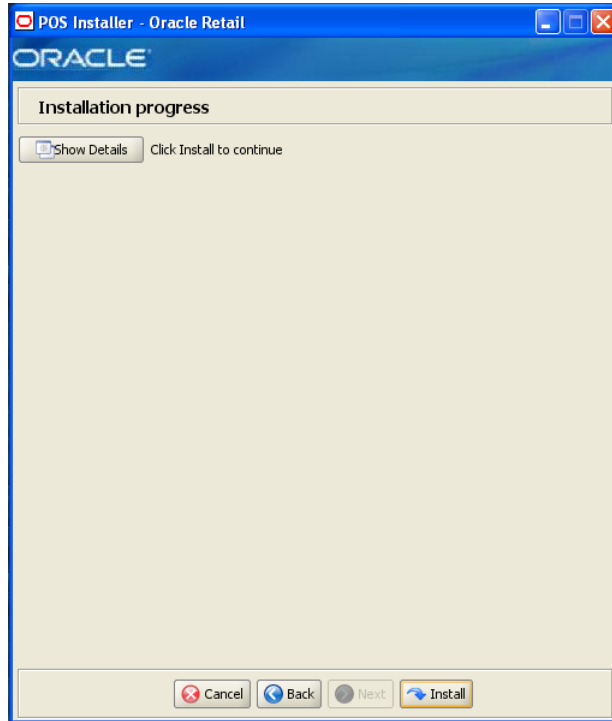 POS Installer - Oracle Retail
ORACLE
Installation progress
Show Details Click Install to continue
Cancel Back Next Install